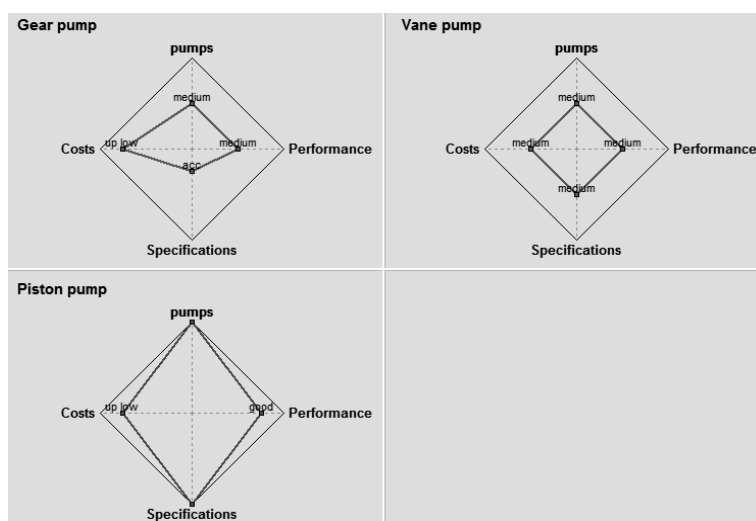 Gear pump
pumps
medium
Costs
up low
medium
Performance
acc
Specifications
Vane pump
pumps
medium
Costs
medium
medium
Performance
medium
Specifications
Piston pump
pumps
Costs
up low
good
Performance
Specifications